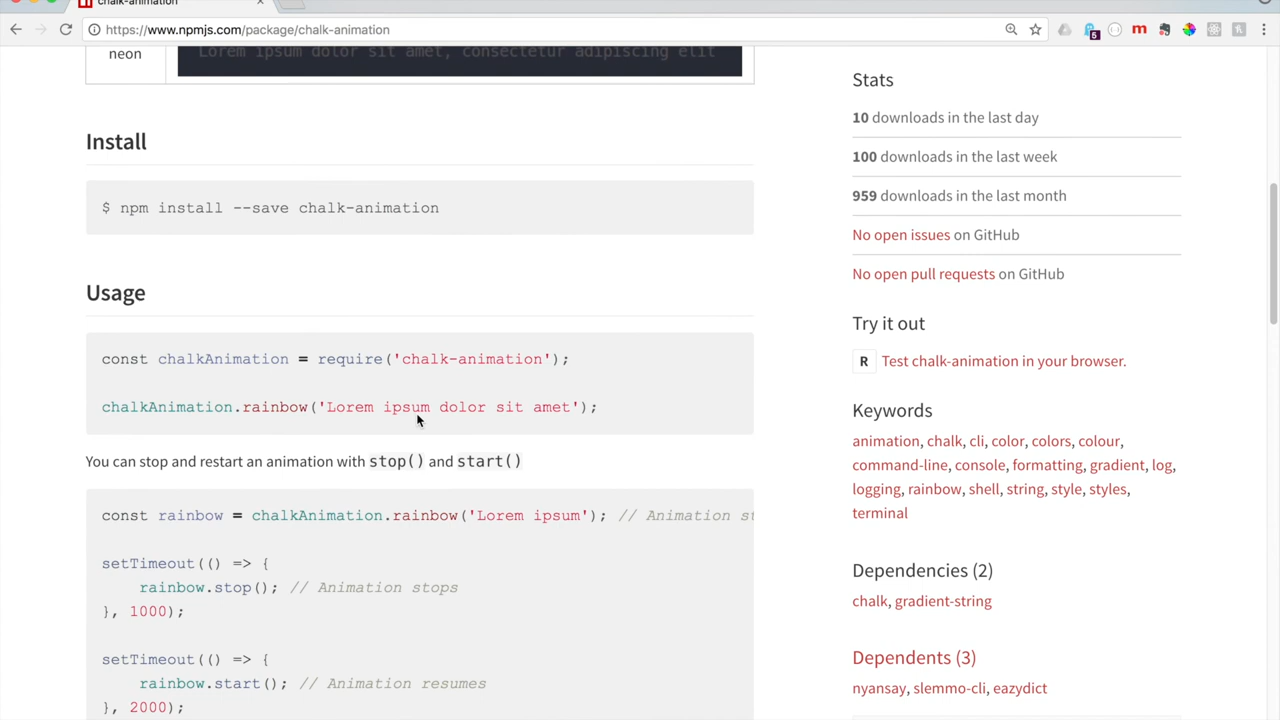 chalk-animation
https://www.npmjs.com/package/chalk-animation
5
m
neon
Lorem ipsum dolor sit amet, consectetur adipiscing elit
Install
$ npm install --save chalk-animation
Usage
const chalkAnimation = require('chalk-animation');
chalkAnimation.rainbow('Lorem ipsum dolor sit amet');
You can stop and restart an animation with stop() and start()
const rainbow = chalkAnimation.rainbow('Lorem ipsum'); // Animation st
setTimeout(() => {
rainbow.stop(); // Animation stops
}, 1000);
setTimeout(() => {
rainbow.start(); // Animation resumes
}, 2000);
Stats
10 downloads in the last day
100 downloads in the last week
959 downloads in the last month
No open issues on GitHub
No open pull requests on GitHub
Try it out
R Test chalk-animation in your browser.
Keywords
animation, chalk, cli, color, colors, colour,
command-line, console, formatting, gradient, log,
logging, rainbow, shell, string, style, styles,
terminal
Dependencies (2)
chalk, gradient-string
Dependents (3)
nyansay, slemmo-cli, eazydict